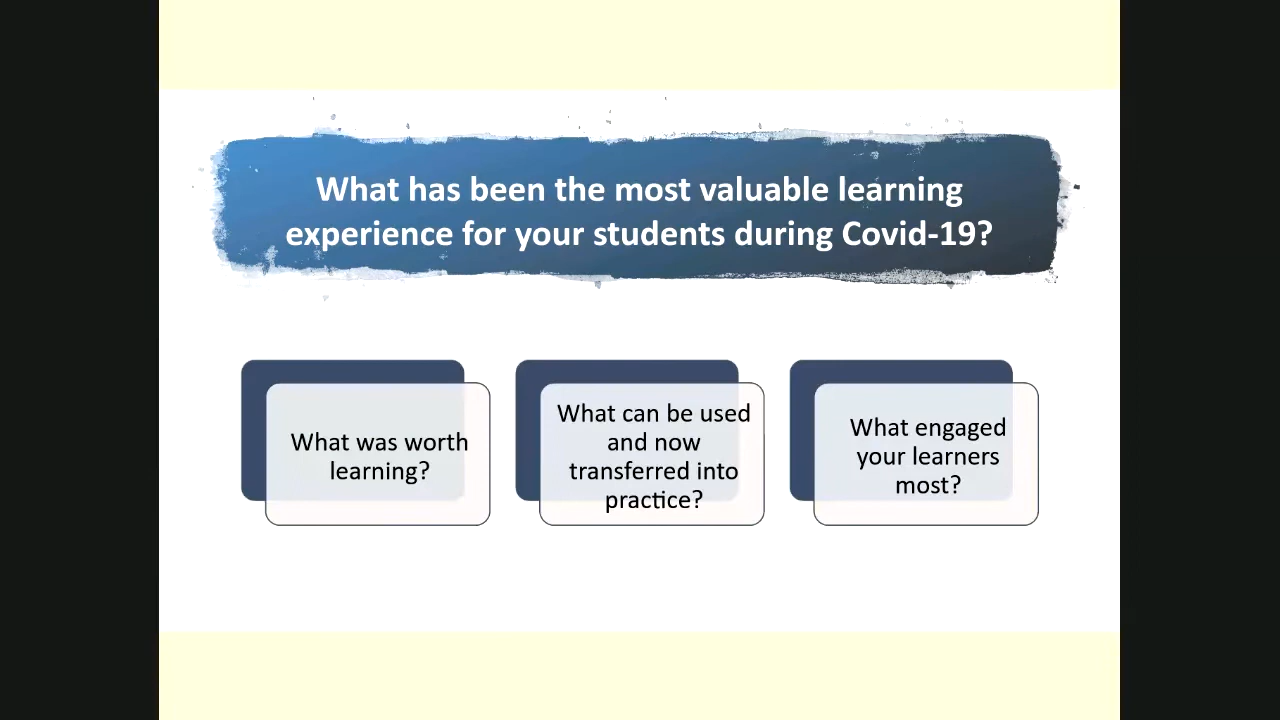 What has been the most valuable learning
experience for your students during Covid-19?
What was worth
learning?
What can be used
and now
transferred into
practice?
What engaged
your learners
most?